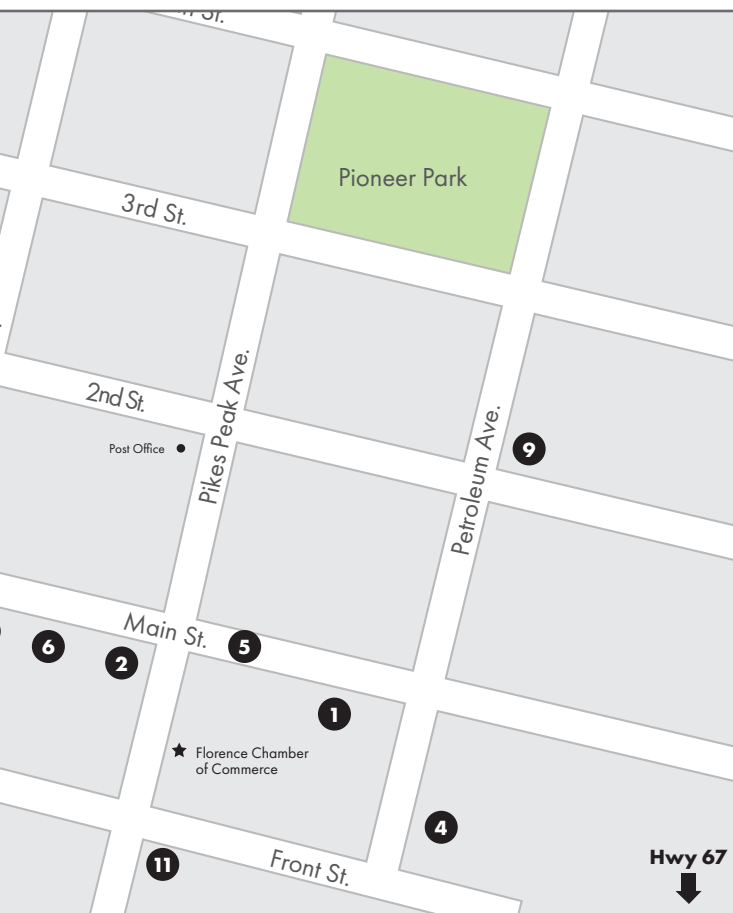 St.
Pioneer Park
3rd St.
2nd St.
Pikes Peak Ave.
Post Office
Petroleum Ave.
9
Main St.
5
6
2
1
Florence Chamber
of Commerce
4
Hwy 67
11
Front St.